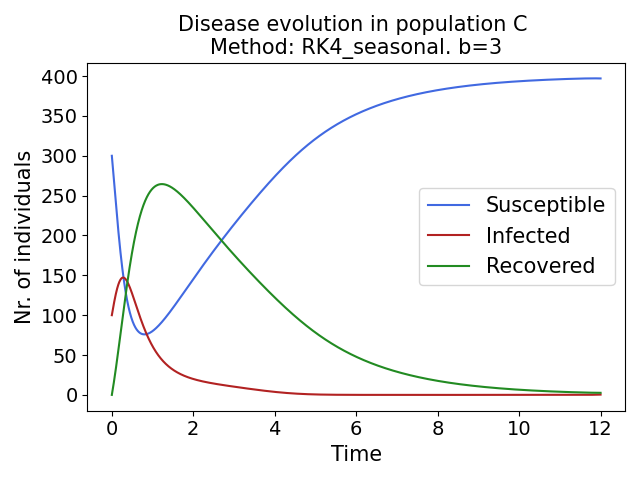 Disease evolution in population C
Method: RK4_seasonal. b=3
400
350
300
250
200
150
100
50
0
Nr. of individuals
Susceptible
Infected
Recovered
0 2 4 6 8 10 12
Time